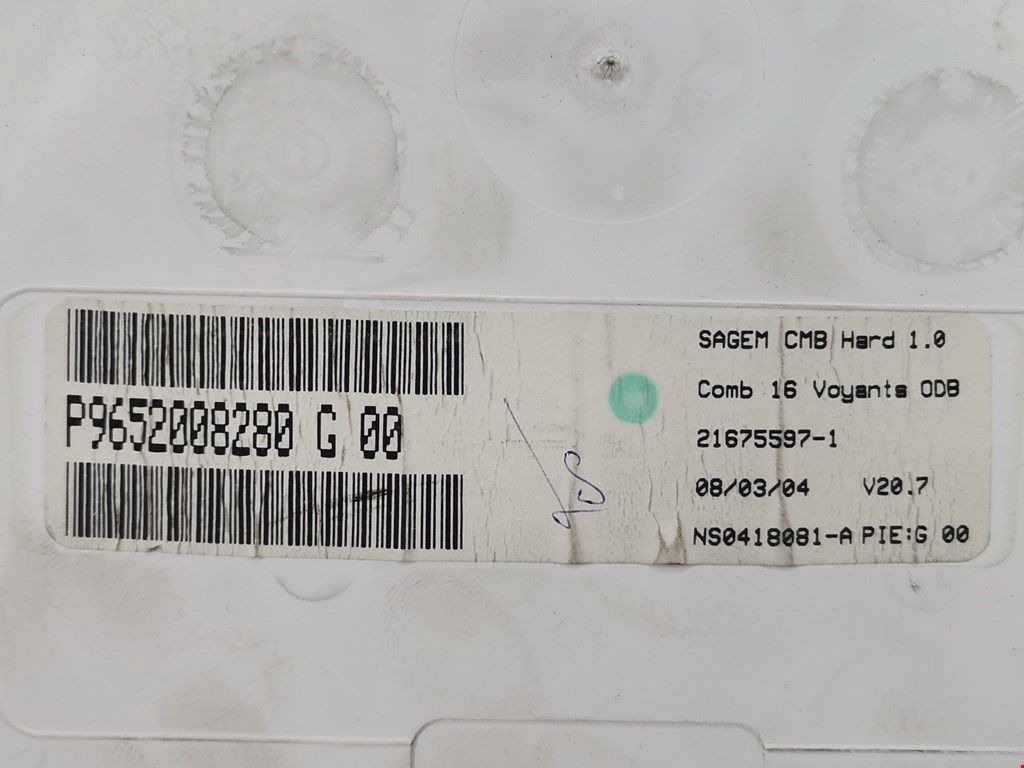 P9652008280 G 00
SAGEM CMB Hard 1.0
Comb 16 Voyants ODB
21675597-1
08/03/04 V20.7
NS0418081-A PIE:G 00